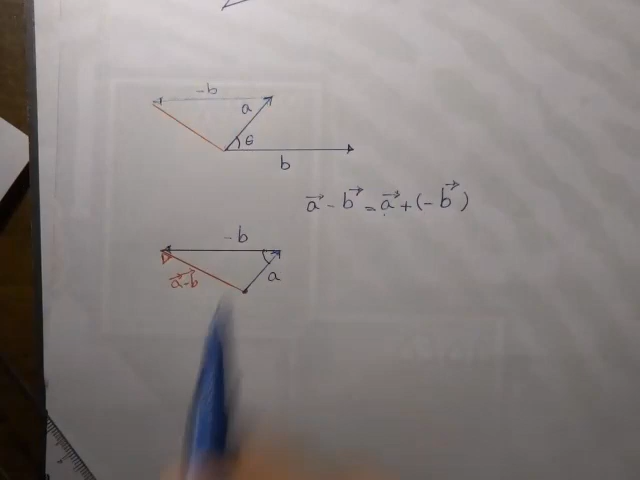 -b
a
θ
b
a⃗ - b⃗ = a⃗ + (-b⃗)
-b
a
a⃗-b⃗